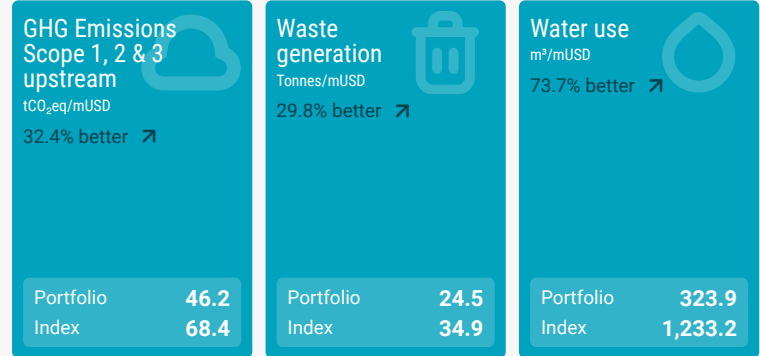 GHG Emissions
Scope 1, 2 & 3
upstream
tCO₂eq/mUSD
32.4% better
Portfolio 46.2
Index 68.4
Waste
generation
Tonnes/mUSD
29.8% better
Portfolio 24.5
Index 34.9
Water use
m³/mUSD
73.7% better
Portfolio 323.9
Index 1,233.2